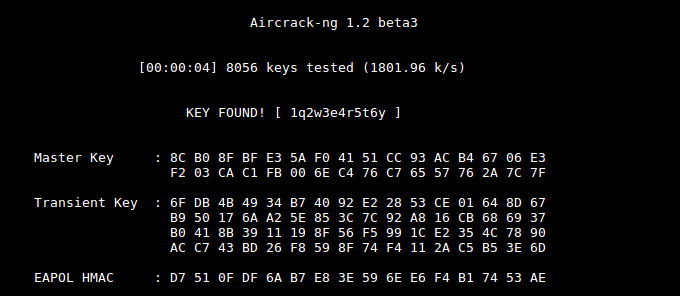 Aircrack-ng 1.2 beta3
[00:00:04] 8056 keys tested (1801.96 k/s)
KEY FOUND! [ 1q2w3e4r5t6y ]
Master Key : 8C B0 8F BF E3 5A F0 41 51 CC 93 AC B4 67 06 E3
F2 03 CA C1 FB 00 6E C4 76 C7 65 57 76 2A 7C 7F
Transient Key : 6F DB 4B 49 34 B7 40 92 E2 28 53 CE 01 64 8D 67
B9 50 17 6A A2 5E 85 3C 7C 92 A8 16 CB 68 69 37
B0 41 8B 39 11 19 8F 56 F5 99 1C E2 35 4C 78 90
AC C7 43 BD 26 F8 59 8F 74 F4 11 2A C5 B5 3E 6D
EAPOL HMAC : D7 51 0F DF 6A B7 E8 3E 59 6E E6 F4 B1 74 53 AE